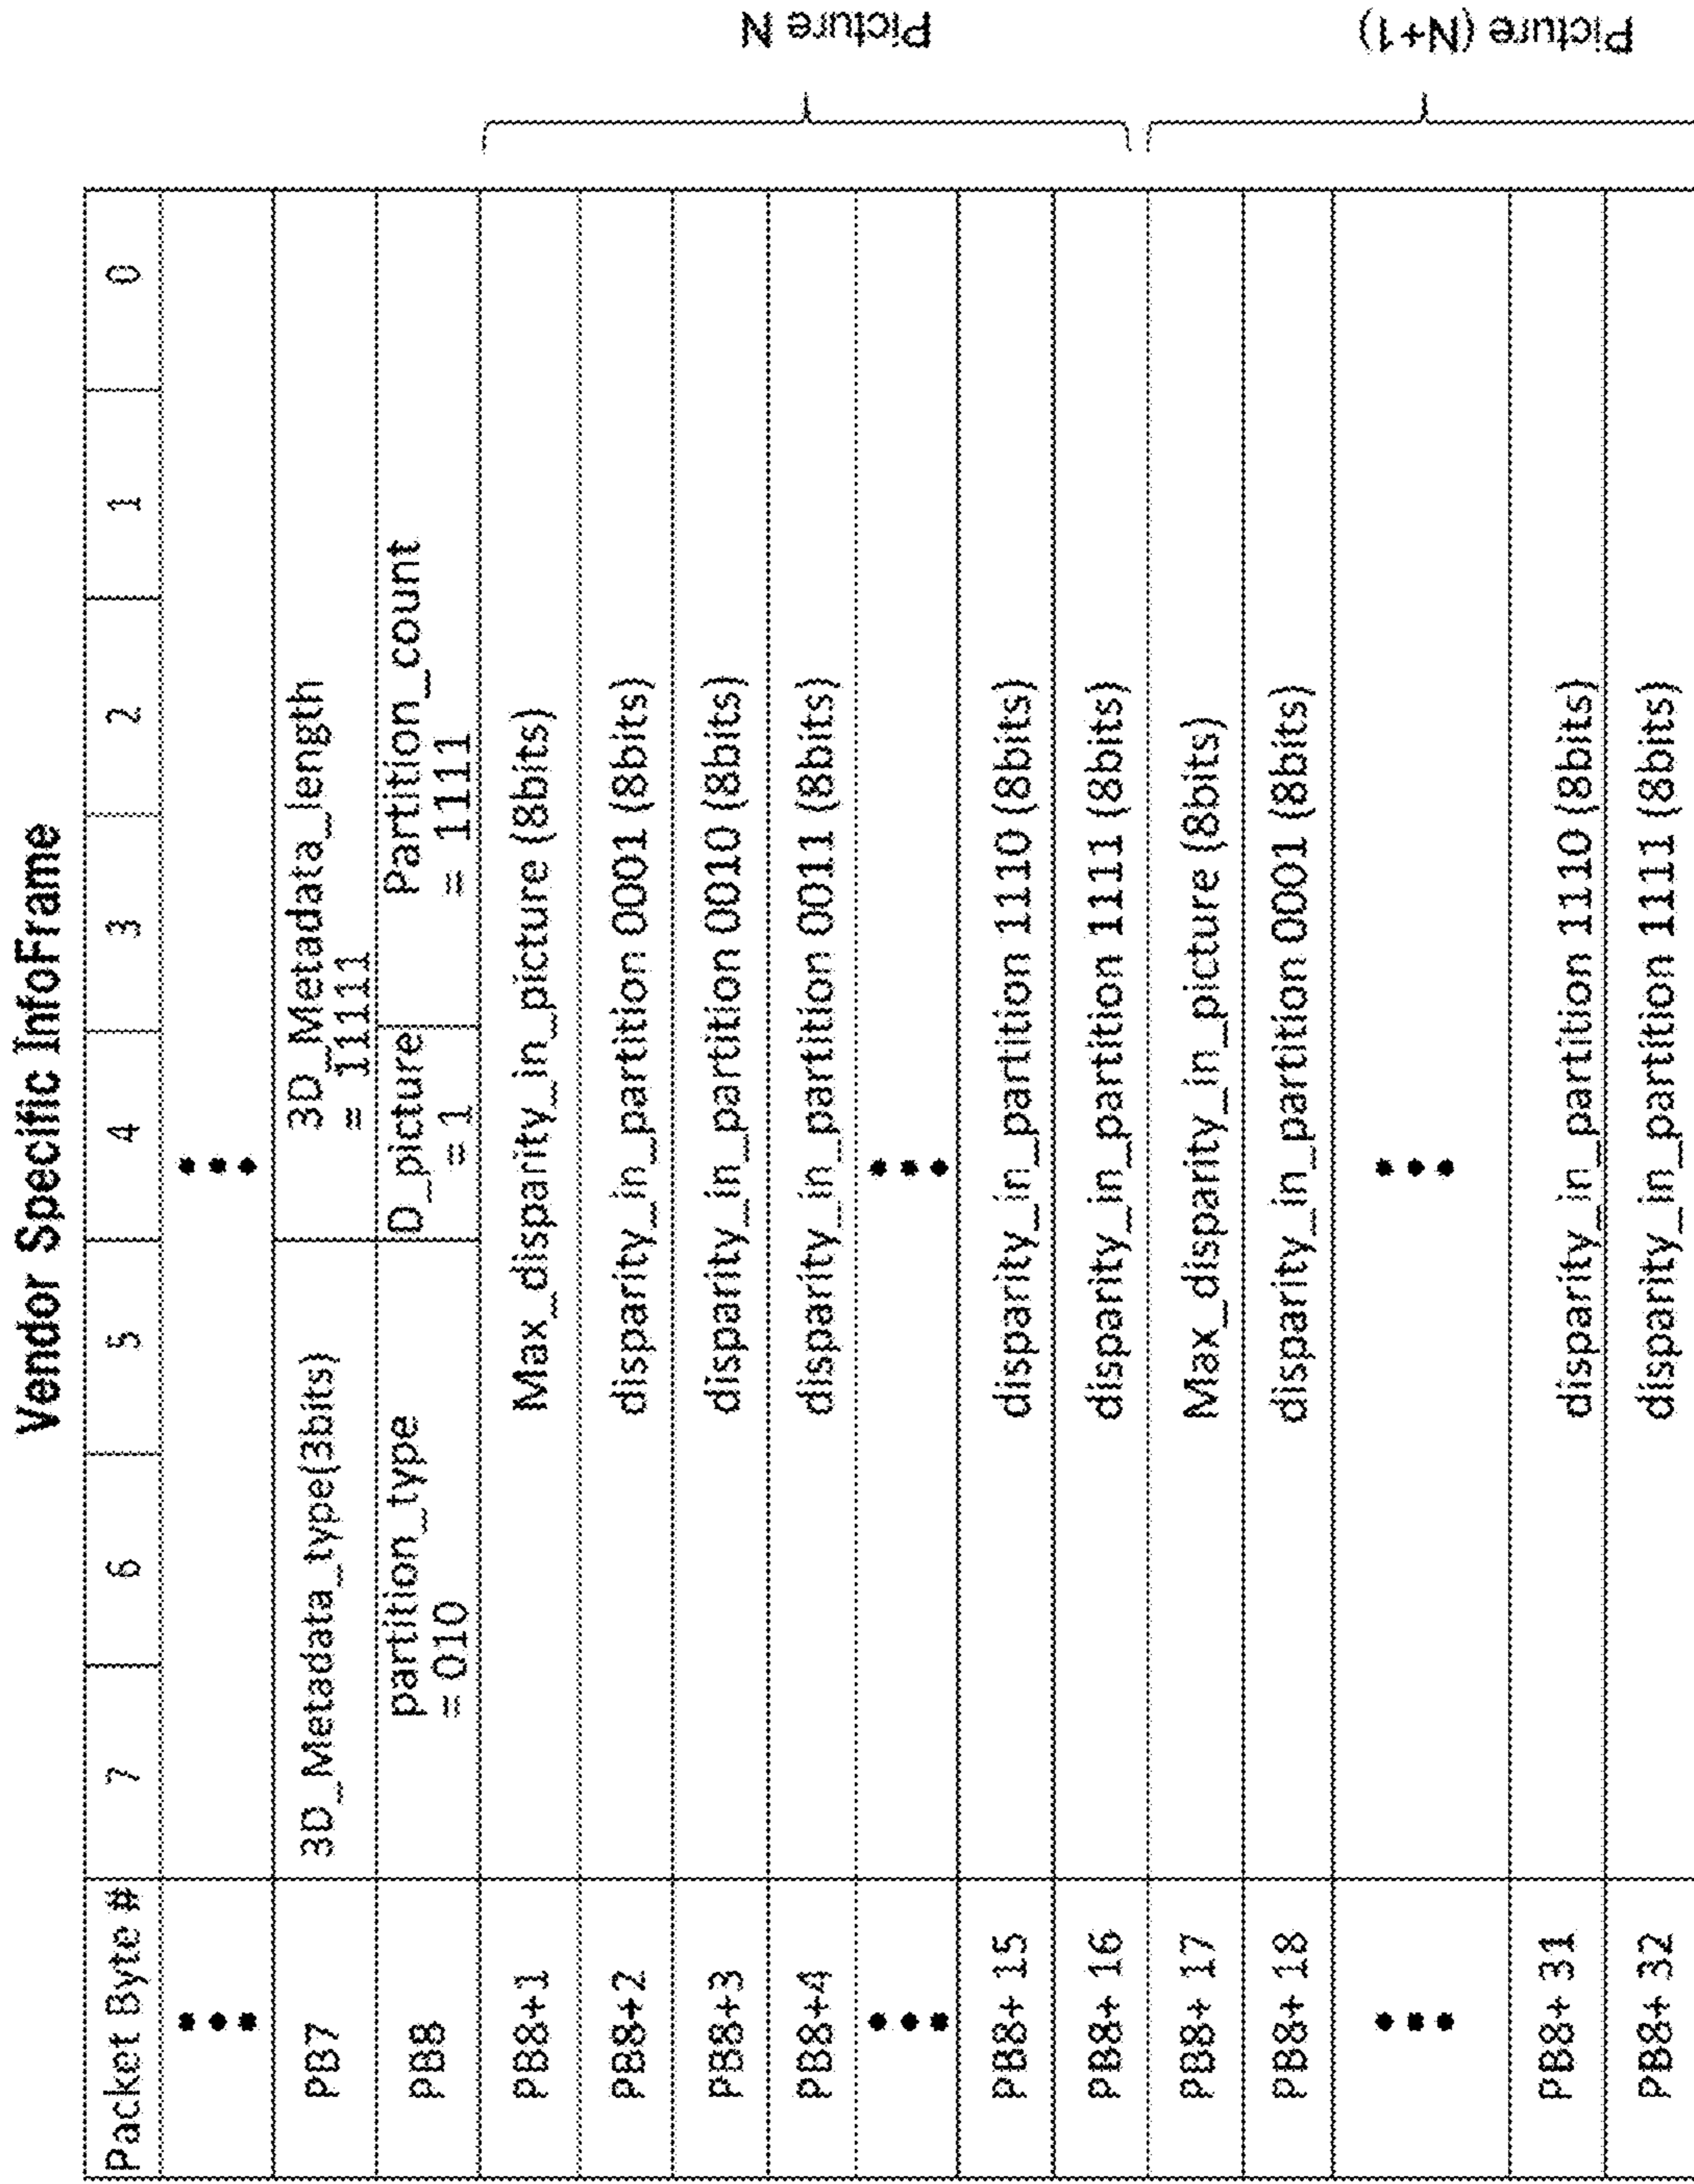 Vendor Specific InfoFrame
Packet Byte # 7 6 5 4 3 2 1 0
••• •••
PB7 3D_Metadata_type(3bits) 3D_Metadata_length
= 11111
PB8 partition_type D_picture Partition_count
= 010 = 1 = 1111
PB8+1 Max_disparity_in_picture (8bits)
PB8+2 disparity_in_partition 0001 (8bits)
PB8+3 disparity_in_partition 0010 (8bits)
PB8+4 disparity_in_partition 0011 (8bits)
••• •••
PB8+ 15 disparity_in_partition 1110 (8bits)
PB8+ 16 disparity_in_partition 1111 (8bits)
Picture N
PB8+ 17 Max_disparity_in_picture (8bits)
PB8+ 18 disparity_in_partition 0001 (8bits)
••• •••
PB8+ 31 disparity_in_partition 1110 (8bits)
PB8+ 32 disparity_in_partition 1111 (8bits)
Picture (N+1)